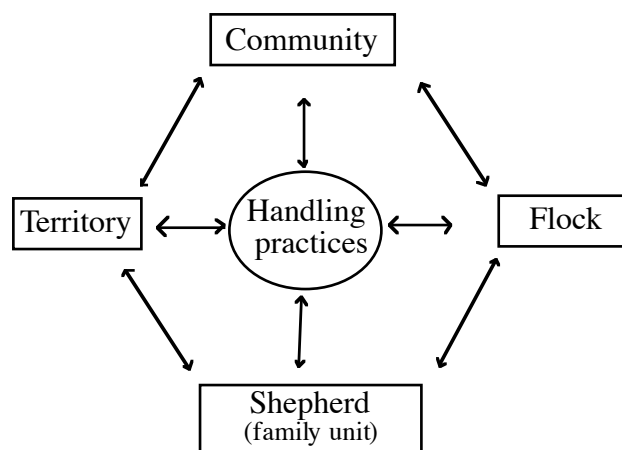 Community
Territory
Handling
practices
Flock
Shepherd
(family unit)